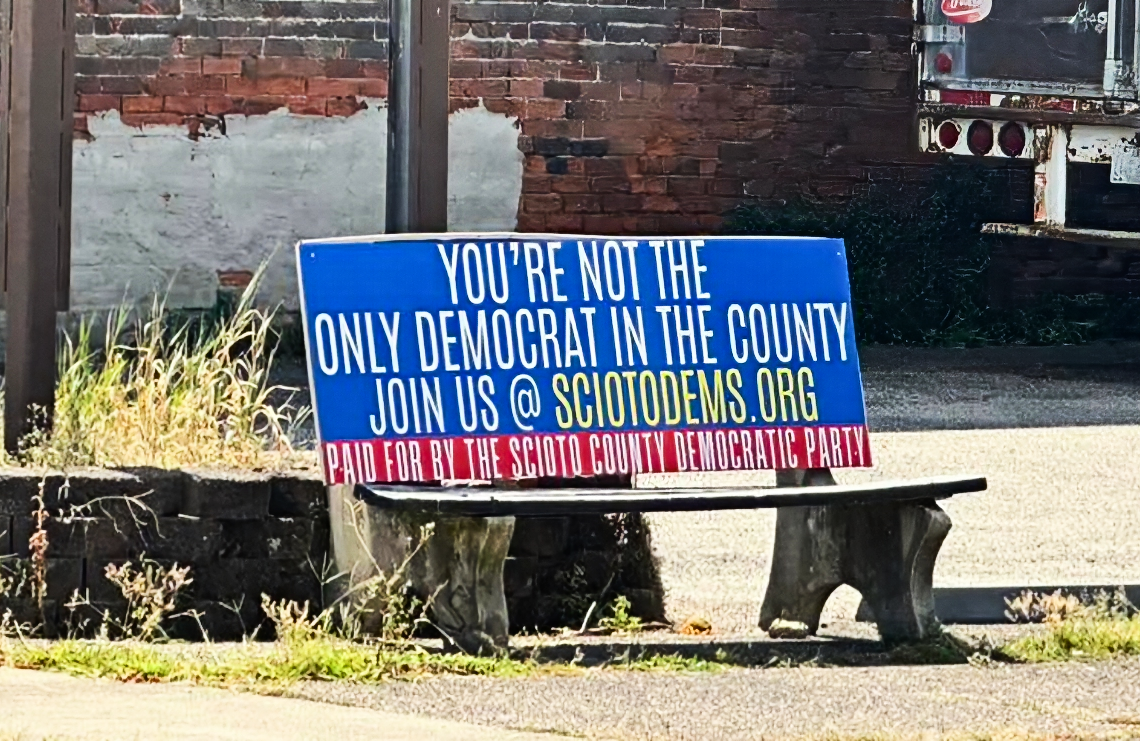 YOU'RE NOT THE
ONLY DEMOCRAT IN THE COUNTY
JOIN US @ SCIOTODEMS.ORG
PAID FOR BY THE SCIOTO COUNTY DEMOCRATIC PARTY